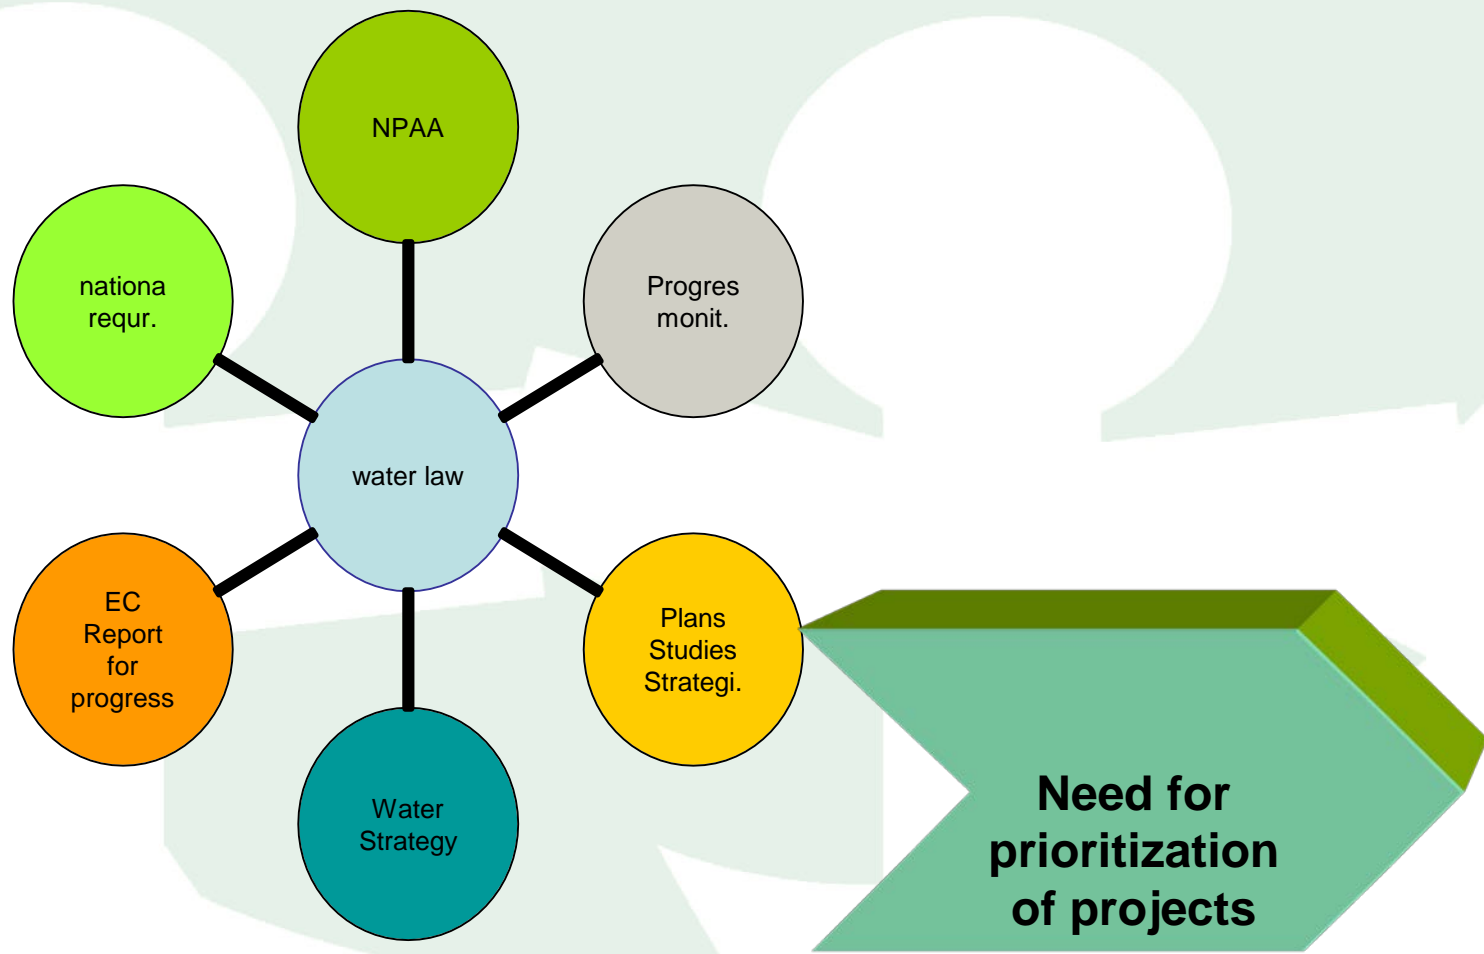 NPAA
nationa
requr.
Progres
monit.
water law
EC
Report
for
progress
Plans
Studies
Strategi.
Water
Strategy
Need for
prioritization
of projects